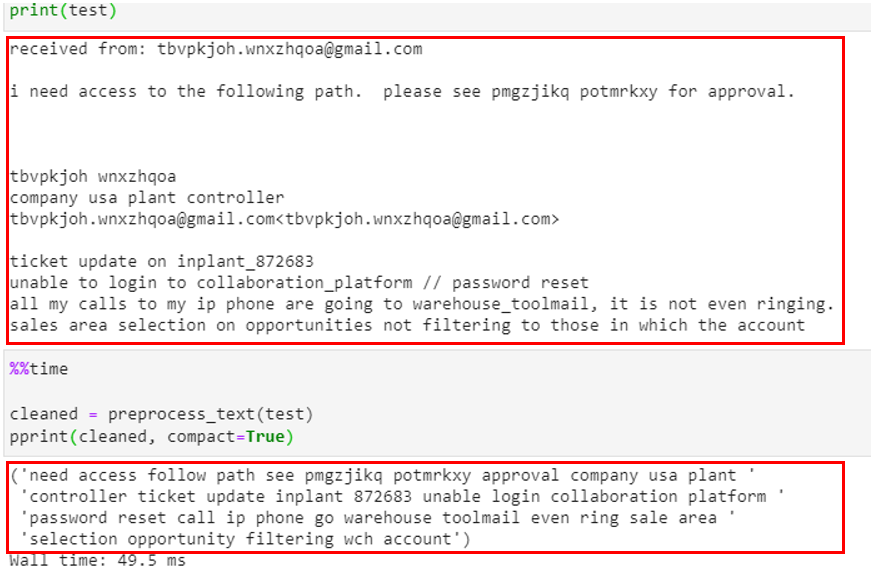 print(test)
received from: tbvpkjoh.wnxzhqoa@gmail.com
i need access to the following path.  please see pmgzjikq potmrkxy for approval.
tbvpkjoh wnxzhqoa
company usa plant controller
tbvpkjoh.wnxzhqoa@gmail.com<tbvpkjoh.wnxzhqoa@gmail.com>
ticket update on inplant_872683
unable to login to collaboration_platform // password reset
all my calls to my ip phone are going to warehouse_toolmail, it is not even ringing.
sales area selection on opportunities not filtering to those in which the account
%%time
cleaned = preprocess_text(test)
pprint(cleaned, compact=True)
('need access follow path see pmgzjikq potmrkxy approval company usa plant '
'controller ticket update inplant 872683 unable login collaboration platform '
'password reset call ip phone go warehouse toolmail even ring sale area '
'selection opportunity filtering wch account')
Wall time: 49.5 ms